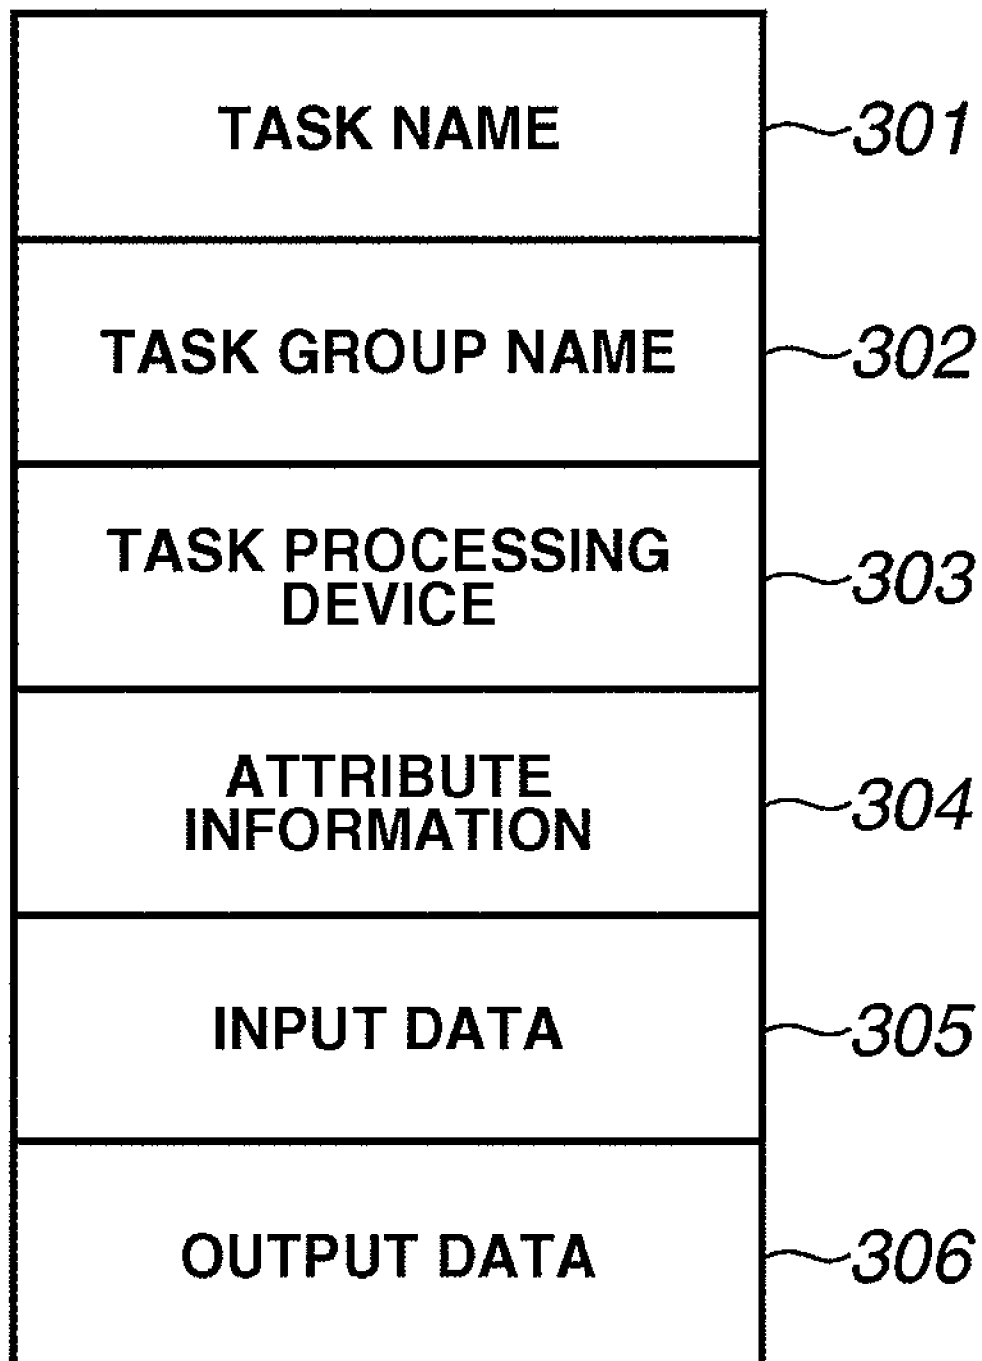 TASK NAME
301
TASK GROUP NAME
302
TASK PROCESSING
DEVICE
303
ATTRIBUTE
INFORMATION
304
INPUT DATA
305
OUTPUT DATA
306